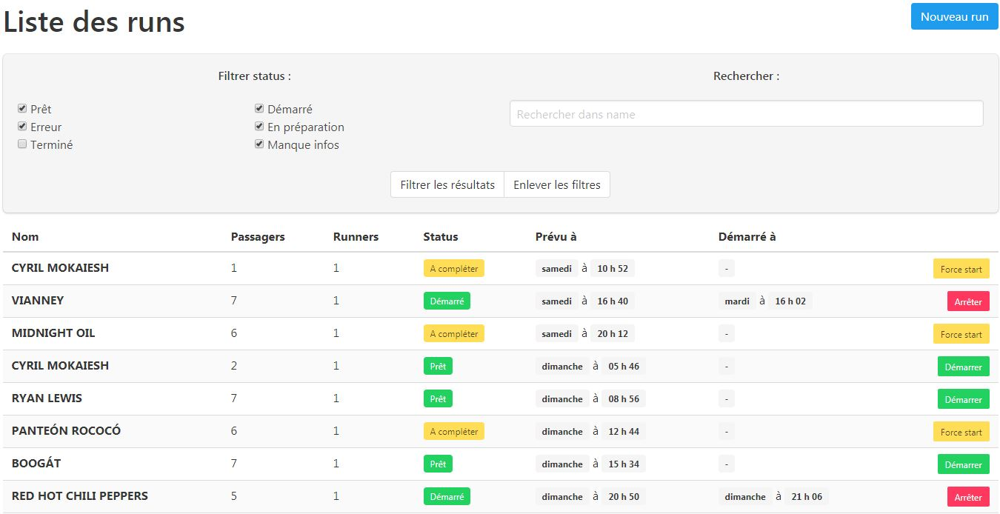 Liste des runs
Nouveau run
Filtrer status :
Rechercher :
Prêt
Démarré
Rechercher dans name
Erreur
En préparation
Terminé
Manque infos
Filtrer les résultats Enlever les filtres
Nom Passagers Runners Status Prévu à Démarré à
CYRIL MOKAIESH 1 1 A compléter samedi à 10 h 52 - Force start
VIANNEY 7 1 Démarré samedi à 16 h 40 mardi à 16 h 02 Arrêter
MIDNIGHT OIL 6 1 A compléter samedi à 20 h 12 - Force start
CYRIL MOKAIESH 2 1 Prêt dimanche à 05 h 46 - Démarrer
RYAN LEWIS 7 1 Prêt dimanche à 08 h 56 - Démarrer
PANTEÓN ROCOCÓ 6 1 A compléter dimanche à 12 h 44 - Force start
BOOGÁT 7 1 Prêt dimanche à 15 h 34 - Démarrer
RED HOT CHILI PEPPERS 5 1 Démarré dimanche à 20 h 50 dimanche à 21 h 06 Arrêter